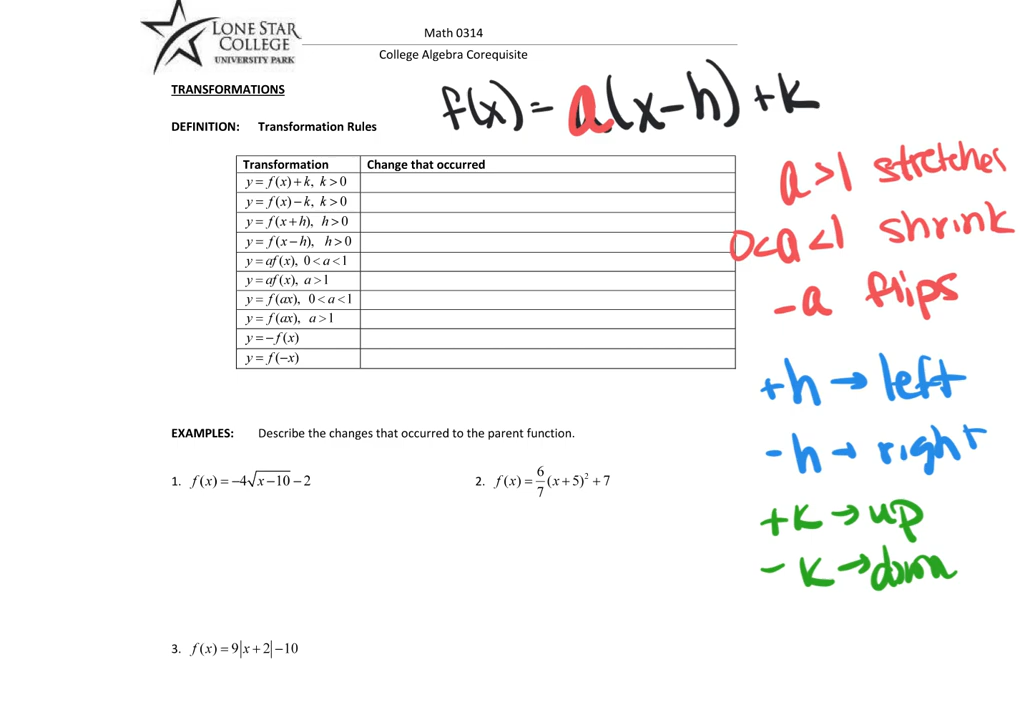 LONE STAR
COLLEGE
UNIVERSITY PARK
Math 0314
College Algebra Corequisite
TRANSFORMATIONS
f(x) = a(x-h) + k
DEFINITION: Transformation Rules
Transformation Change that occurred
y = f(x)+k, k > 0
y = f(x)−k, k > 0
y = f(x+h), h > 0
y = f(x−h), h > 0
y = af(x), 0 < a < 1
y = af(x), a > 1
y = f(ax), 0 < a < 1
y = f(ax), a > 1
y = −f(x)
y = f(−x)
a>1 stretches
0<a<1 shrink
-a flips
+h → left
-h → right
+k → up
-k → down
EXAMPLES: Describe the changes that occurred to the parent function.
1. f(x) = −4√x−10 − 2
2. f(x) = 6/7 (x+5)² + 7
3. f(x) = 9|x+2|−10